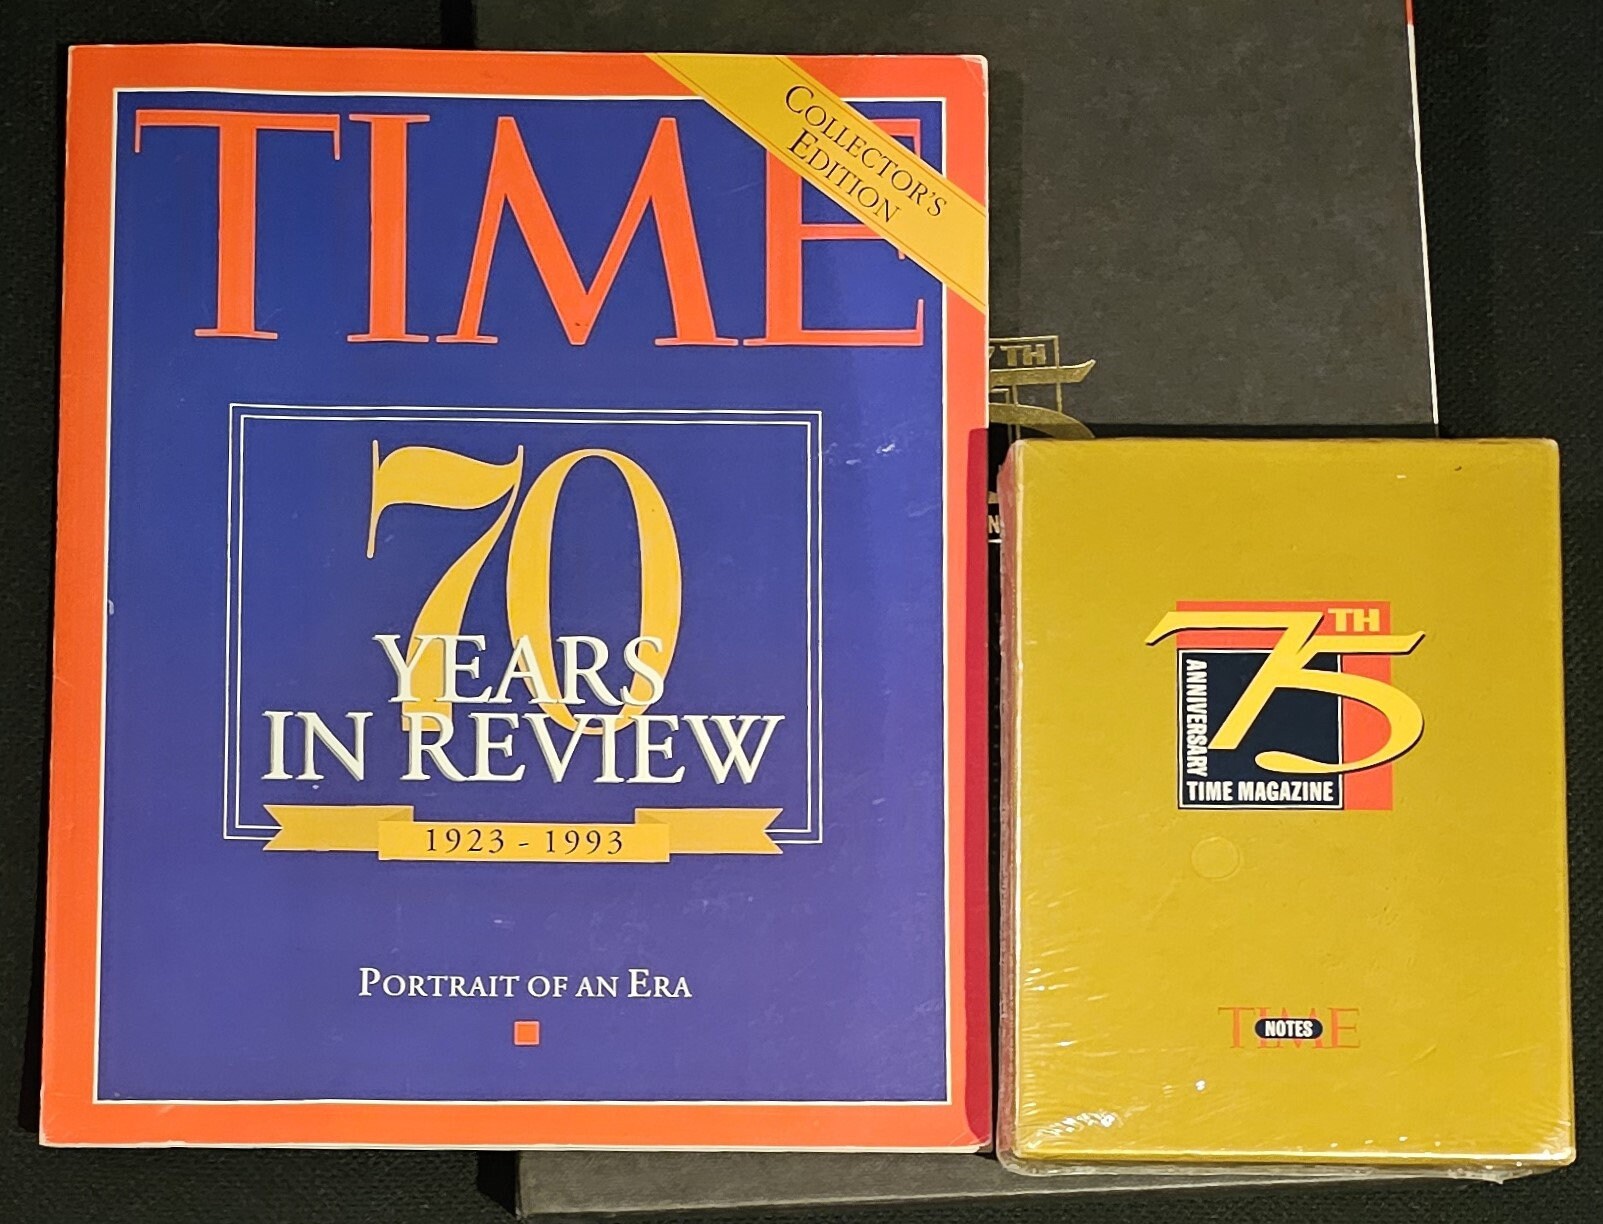 TIME
COLLECTOR'S
EDITION
70
YEARS
IN REVIEW
1923 - 1993
PORTRAIT OF AN ERA
TH
75TH
ANNIVERSARY
TIME MAGAZINE
TIME
NOTES